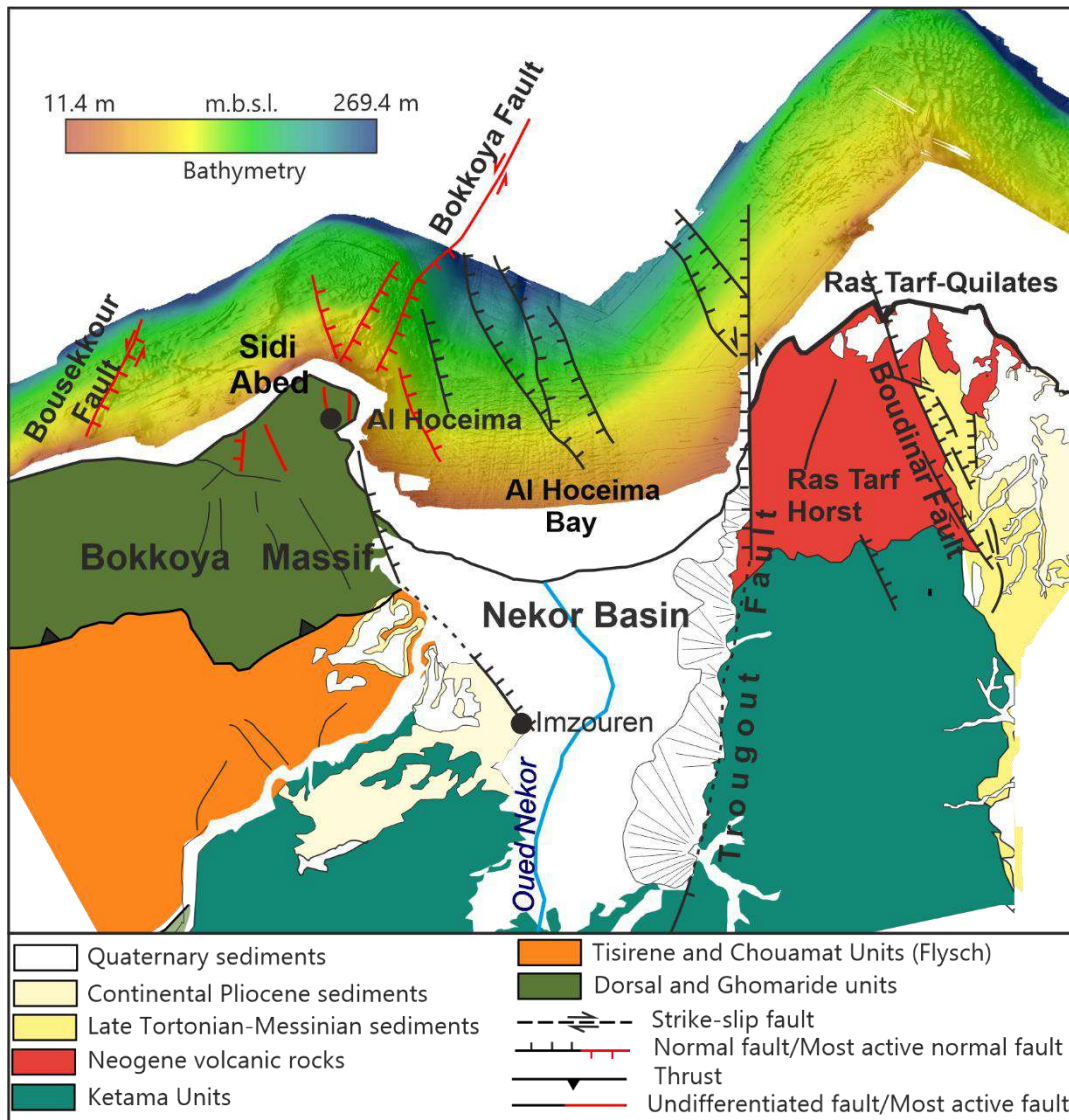 11.4 m m.b.s.l. 269.4 m
Bathymetry
Bokkoya Fault
Bousekkour
Fault
Sidi
Abed
Al Hoceima
Ras Tarf-Quilates
Boudinar Fault
Al Hoceima
Bay
Ras Tarf
Horst
Bokkoya Massif
Nekor Basin
Trougout Fault
Imzouren
Oued Nekor
Quaternary sediments
Continental Pliocene sediments
Late Tortonian-Messinian sediments
Neogene volcanic rocks
Ketama Units
Tisirene and Chouamat Units (Flysch)
Dorsal and Ghomaride units
Strike-slip fault
Normal fault/Most active normal fault
Thrust
Undifferentiated fault/Most active fault